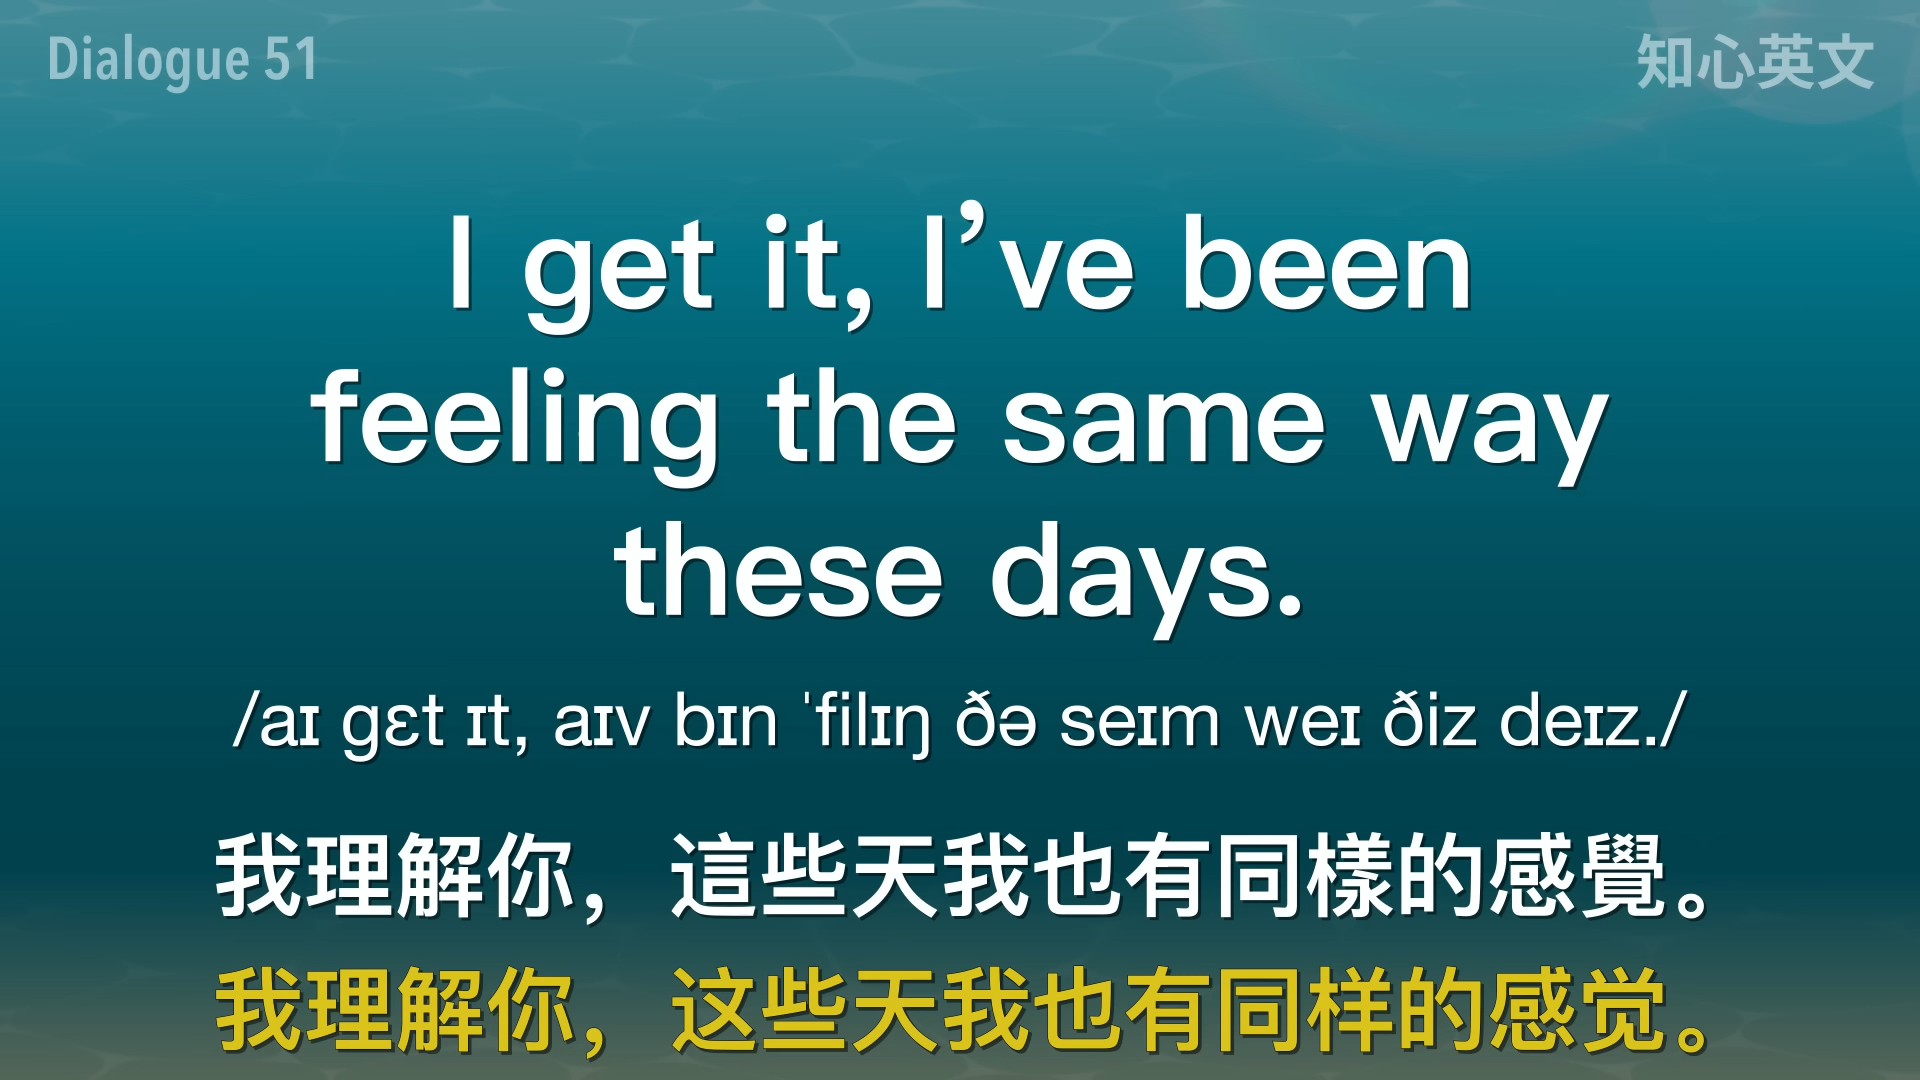 Dialogue 51
知心英文
I get it, I’ve been
feeling the same way
these days.
/aɪ gɛt ɪt, aɪv bɪn ˈfilɪŋ ðə seɪm weɪ ðiz deɪz./
我理解你，這些天我也有同樣的感覺。
我理解你，这些天我也有同样的感觉。